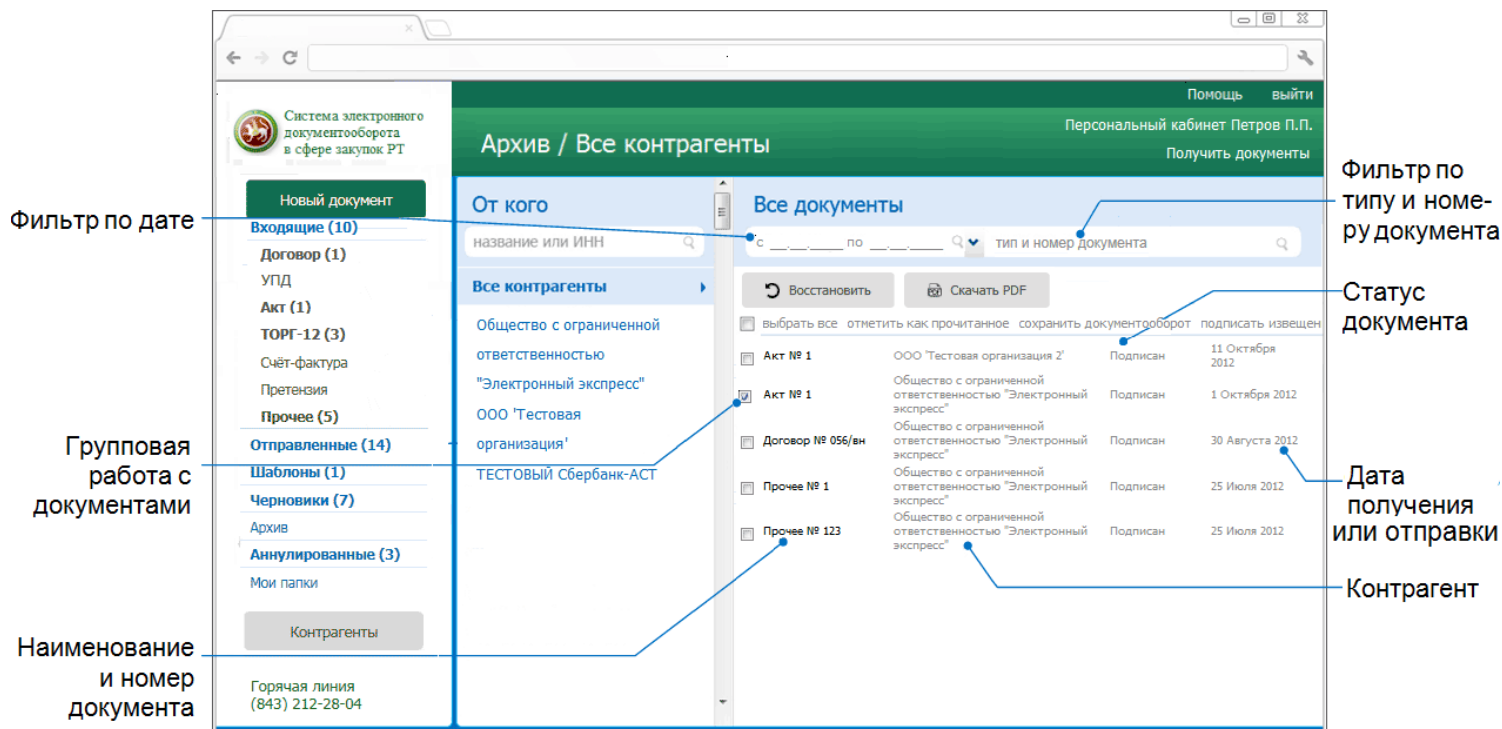 Помощь выйти
Система электронного
документооборота
в сфере закупок РТ
Архив / Все контрагенты
Персональный кабинет Петров П.П.
Получить документы
Фильтр по дате
Новый документ
Входящие (10)
Договор (1)
УПД
Акт (1)
ТОРГ-12 (3)
Счёт-фактура
Претензия
Прочее (5)
Отправленные (14)
Шаблоны (1)
Черновики (7)
Архив
Аннулированные (3)
Мои папки
Контрагенты
Горячая линия
(843) 212-28-04
Групповая
работа с
документами
Наименование
и номер
документа
От кого
название или ИНН
Все контрагенты
Общество с ограниченной
ответственностью
"Электронный экспресс"
ООО 'Тестовая
организация'
ТЕСТОВЫЙ Сбербанк-АСТ
Все документы
с __.__.____ по __.__.____ тип и номер документа
Восстановить Скачать PDF
выбрать все отметить как прочитанное сохранить документооборот подписать извещен
Акт № 1 ООО 'Тестовая организация 2' Подписан 11 Октября
2012
Общество с ограниченной
Акт № 1 ответственностью "Электронный Подписан 1 Октября 2012
экспресс"
Общество с ограниченной
Договор № 056/вн ответственностью "Электронный Подписан 30 Августа 2012
экспресс"
Общество с ограниченной
Прочее № 1 ответственностью "Электронный Подписан 25 Июля 2012
экспресс"
Общество с ограниченной
Прочее № 123 ответственностью "Электронный Подписан 25 Июля 2012
экспресс"
Фильтр по
типу и номе-
ру документа
Статус
документа
Дата
получения
или отправки
Контрагент